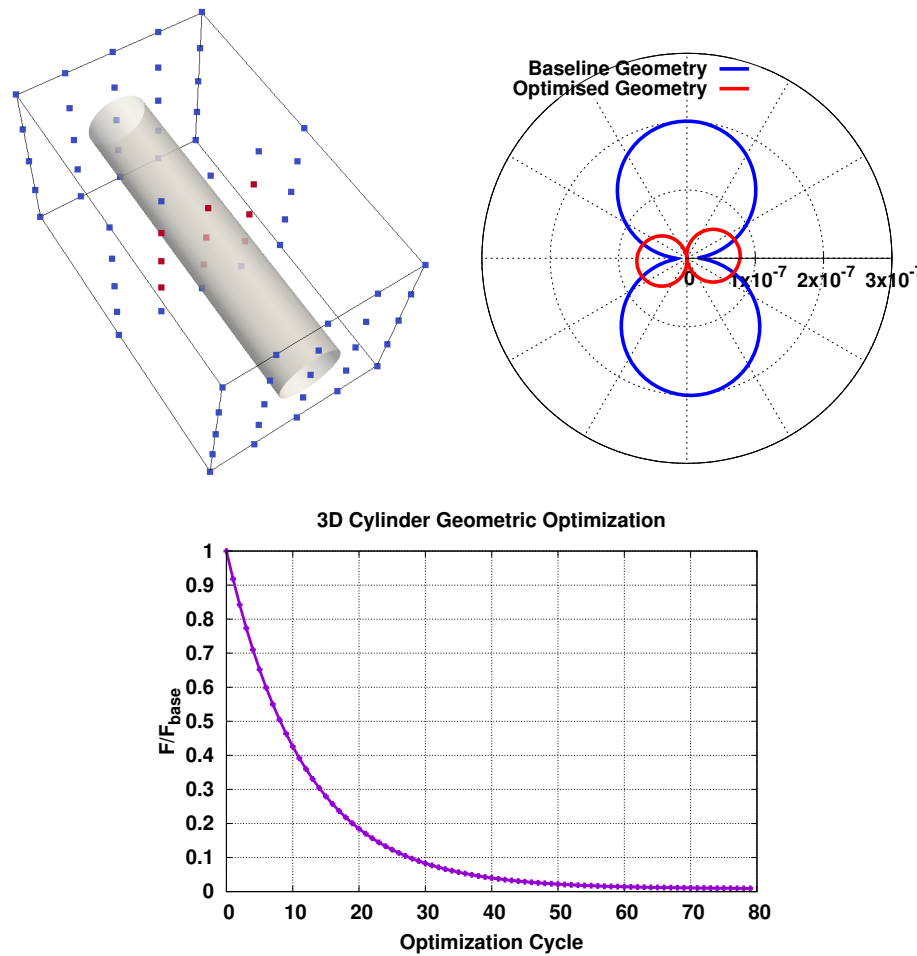 Baseline Geometry
Optimised Geometry
0 1x10⁻⁷ 2x10⁻⁷ 3x10⁻⁷
3D Cylinder Geometric Optimization
1
0.9
0.8
0.7
0.6
0.5
0.4
0.3
0.2
0.1
0
F/F_base
0 10 20 30 40 50 60 70 80
Optimization Cycle